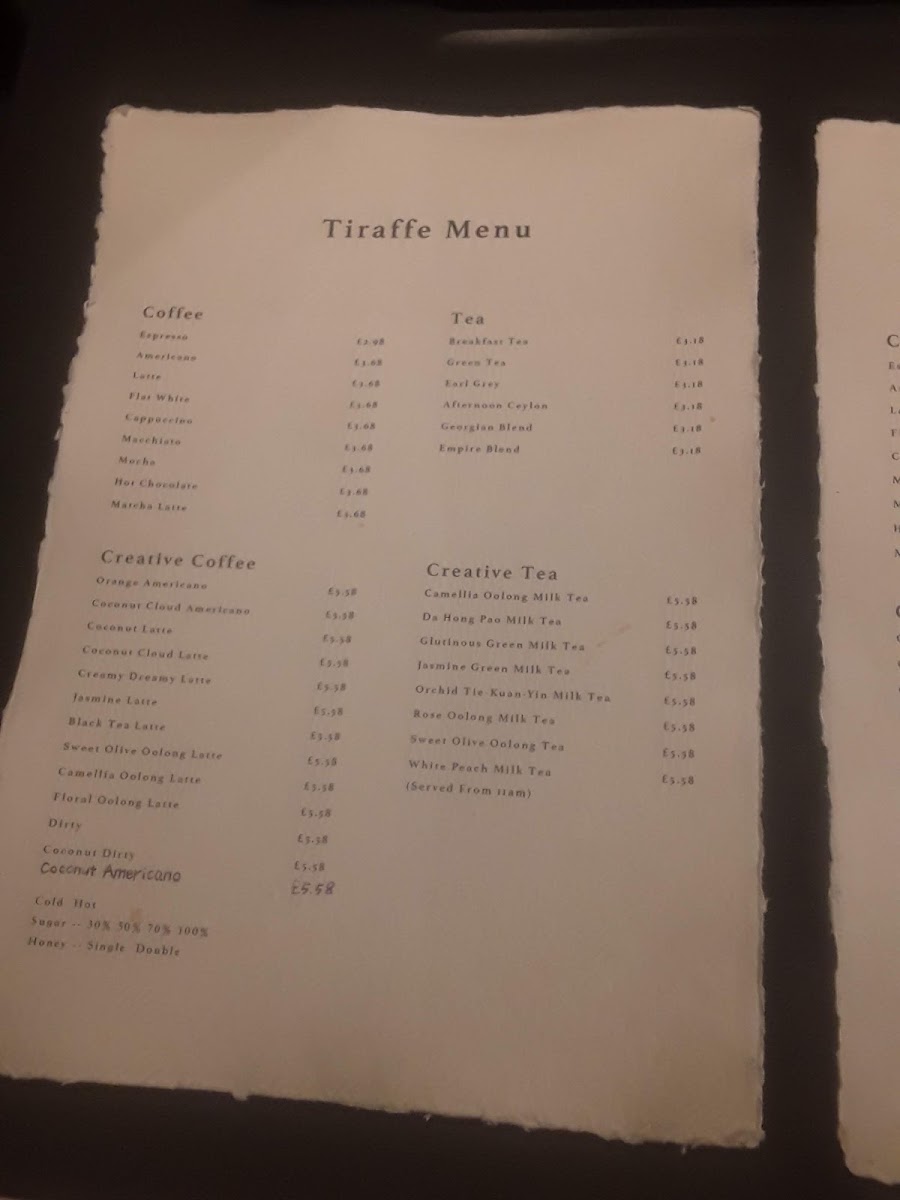 Tiraffe Menu
Coffee
Espresso £2.98
Americano £3.68
Latte £3.68
Flat White £3.68
Cappuccino £3.68
Macchiato £3.68
Mocha £3.68
Hot Chocolate £3.68
Matcha Latte £3.68
Tea
Breakfast Tea £3.18
Green Tea £3.18
Earl Grey £3.18
Afternoon Ceylon £3.18
Georgian Blend £3.18
Empire Blend £3.18
Creative Coffee
Orange Americano £5.58
Coconut Cloud Americano £5.58
Coconut Latte £5.58
Coconut Cloud Latte £5.58
Creamy Dreamy Latte £5.58
Jasmine Latte £5.58
Black Tea Latte £5.58
Sweet Olive Oolong Latte £5.58
Camellia Oolong Latte £5.58
Floral Oolong Latte £5.58
Dirty £5.58
Coconut Dirty £5.58
Coconut Americano £5.58
Cold Hot
Sugar -- 30% 50% 70% 100%
Honey -- Single Double
Creative Tea
Camellia Oolong Milk Tea £5.58
Da Hong Pao Milk Tea £5.58
Glutinous Green Milk Tea £5.58
Jasmine Green Milk Tea £5.58
Orchid Tie-Kuan-Yin Milk Tea £5.58
Rose Oolong Milk Tea £5.58
Sweet Olive Oolong Tea £5.58
White Peach Milk Tea £5.58
(Served From 11am)